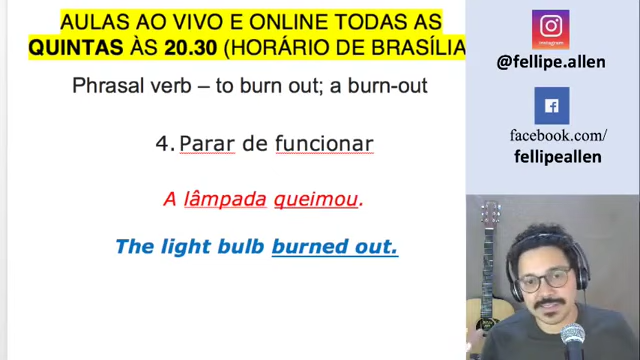 AULAS AO VIVO E ONLINE TODAS AS
QUINTAS ÀS 20.30 (HORÁRIO DE BRASÍLIA
Phrasal verb – to burn out; a burn-out
4. Parar de funcionar
A lâmpada queimou.
The light bulb burned out.
Instagram
@fellipe.allen
facebook.com/
fellipeallen